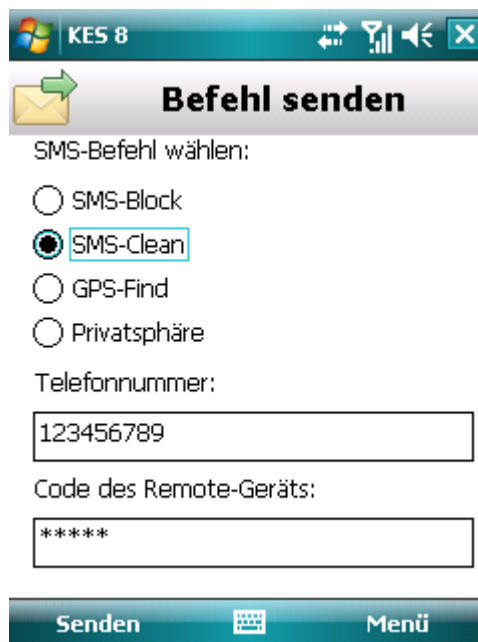 KES 8
Befehl senden
SMS-Befehl wählen:
SMS-Block
SMS-Clean
GPS-Find
Privatsphäre
Telefonnummer:
123456789
Code des Remote-Geräts:
*****
Senden
Menü